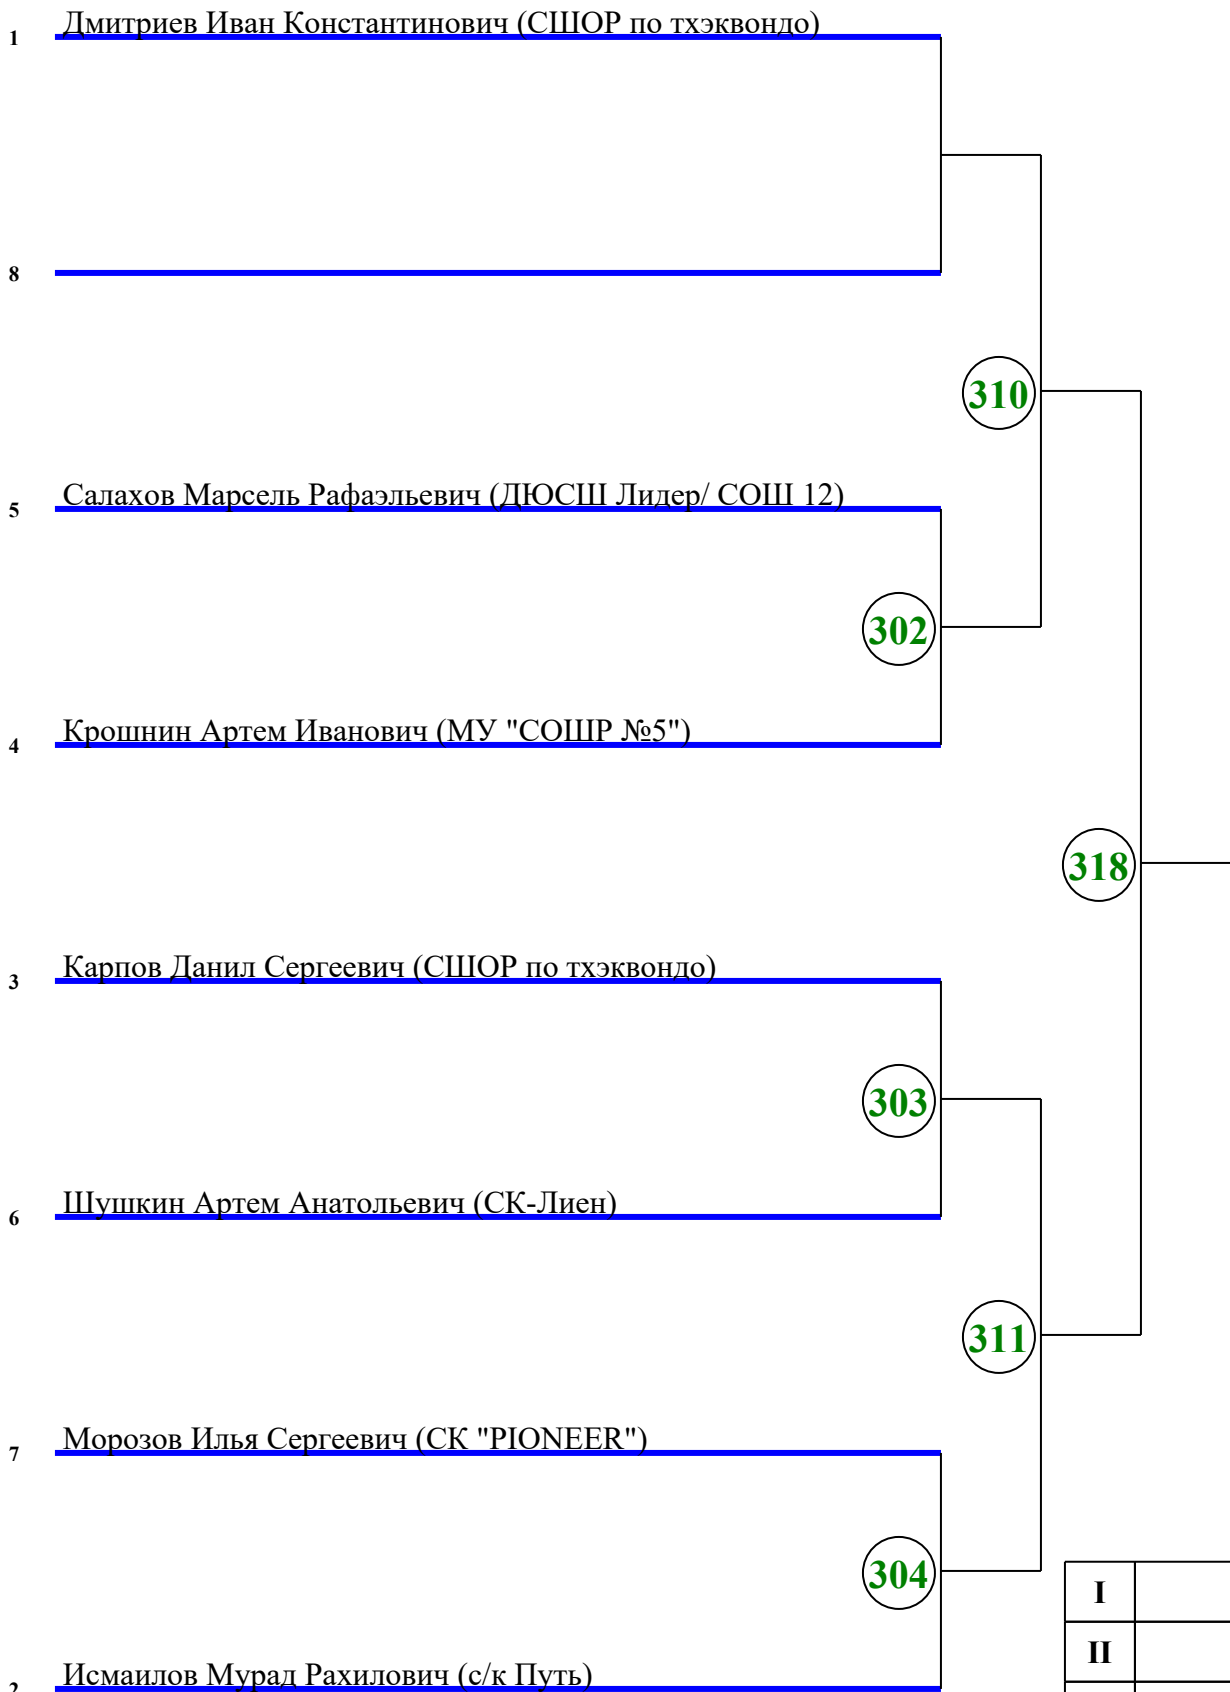 1 Дмитриев Иван Константинович (СШОР по тхэквондо)
8
310
5 Салахов Марсель Рафаэльевич (ДЮСШ Лидер/ СОШ 12)
302
4 Крошнин Артем Иванович (МУ "СОШР №5")
318
3 Карпов Данил Сергеевич (СШОР по тхэквондо)
303
6 Шушкин Артем Анатольевич (СК-Лиен)
311
7 Морозов Илья Сергеевич (СК "PIONEER")
304
I
II
2 Исмаилов Мурад Рахилович (с/к Путь)